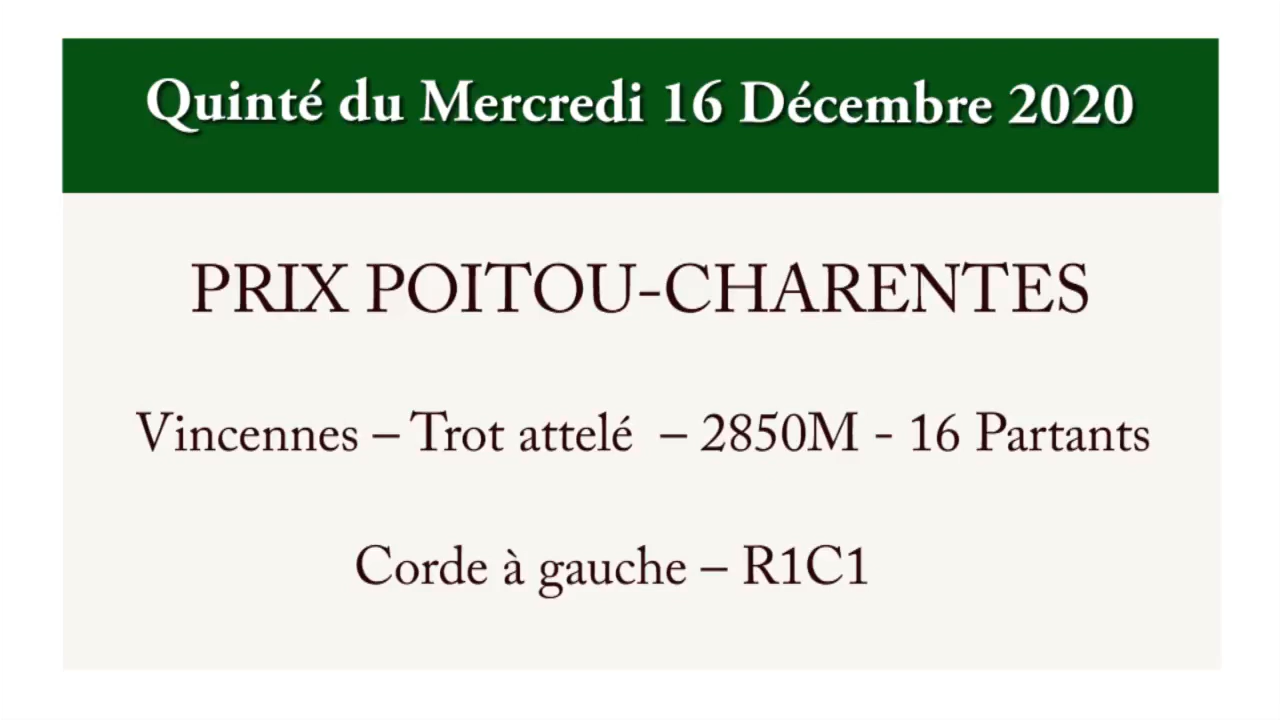 Quinté du Mercredi 16 Décembre 2020
PRIX POITOU-CHARENTES
Vincennes – Trot attelé – 2850M - 16 Partants
Corde à gauche – R1C1